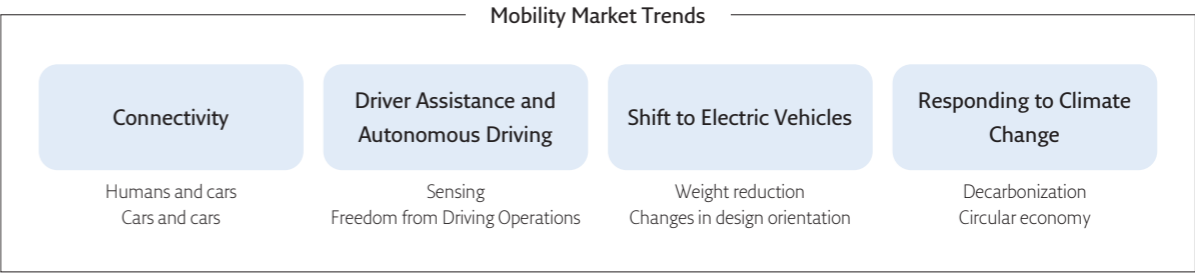 Mobility Market Trends
Connectivity
Humans and cars
Cars and cars
Driver Assistance and
Autonomous Driving
Sensing
Freedom from Driving Operations
Shift to Electric Vehicles
Weight reduction
Changes in design orientation
Responding to Climate
Change
Decarbonization
Circular economy